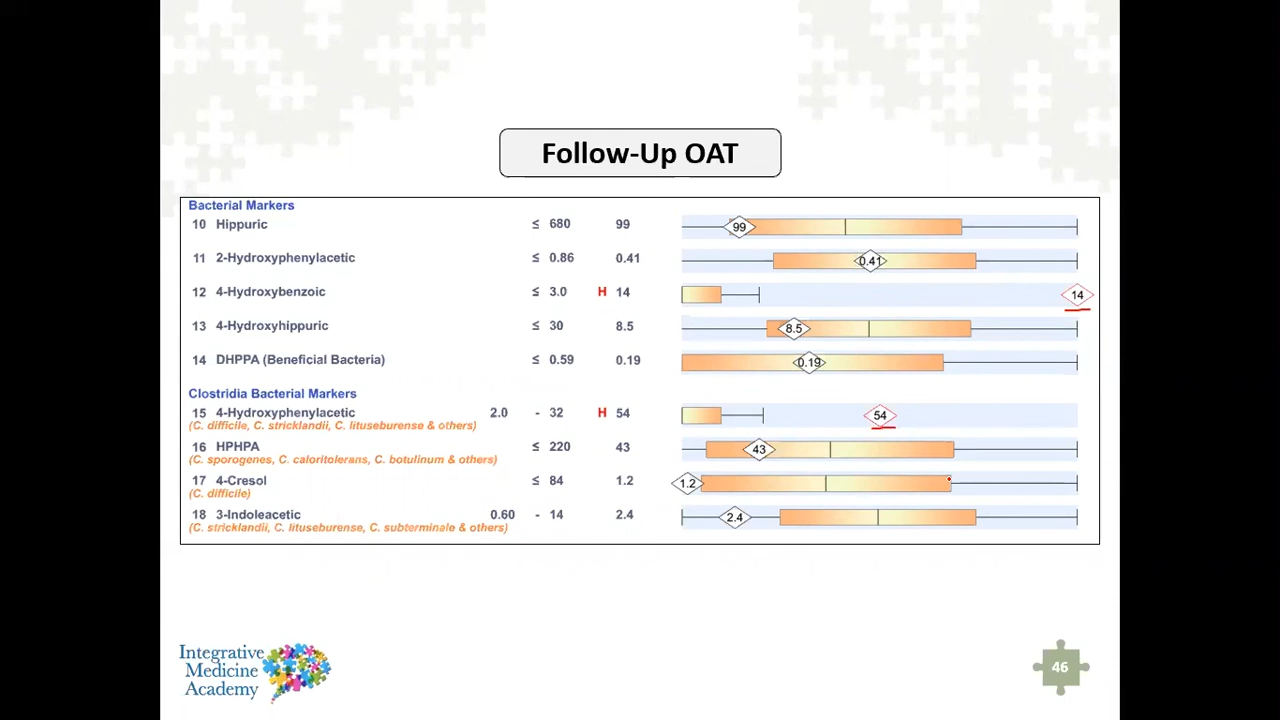 Follow-Up OAT
Bacterial Markers
10 Hippuric ≤ 680 99 99
11 2-Hydroxyphenylacetic ≤ 0.86 0.41 0.41
12 4-Hydroxybenzoic ≤ 3.0 H 14 14
13 4-Hydroxyhippuric ≤ 30 8.5 8.5
14 DHPPA (Beneficial Bacteria) ≤ 0.59 0.19 0.19
Clostridia Bacterial Markers
15 4-Hydroxyphenylacetic 2.0 - 32 H 54 54
(C. difficile, C. stricklandii, C. lituseburense & others)
16 HPHPA ≤ 220 43 43
(C. sporogenes, C. caloritolerans, C. botulinum & others)
17 4-Cresol ≤ 84 1.2 1.2
(C. difficile)
18 3-Indoleacetic 0.60 - 14 2.4 2.4
(C. stricklandii, C. lituseburense, C. subterminale & others)
Integrative
Medicine
Academy
46